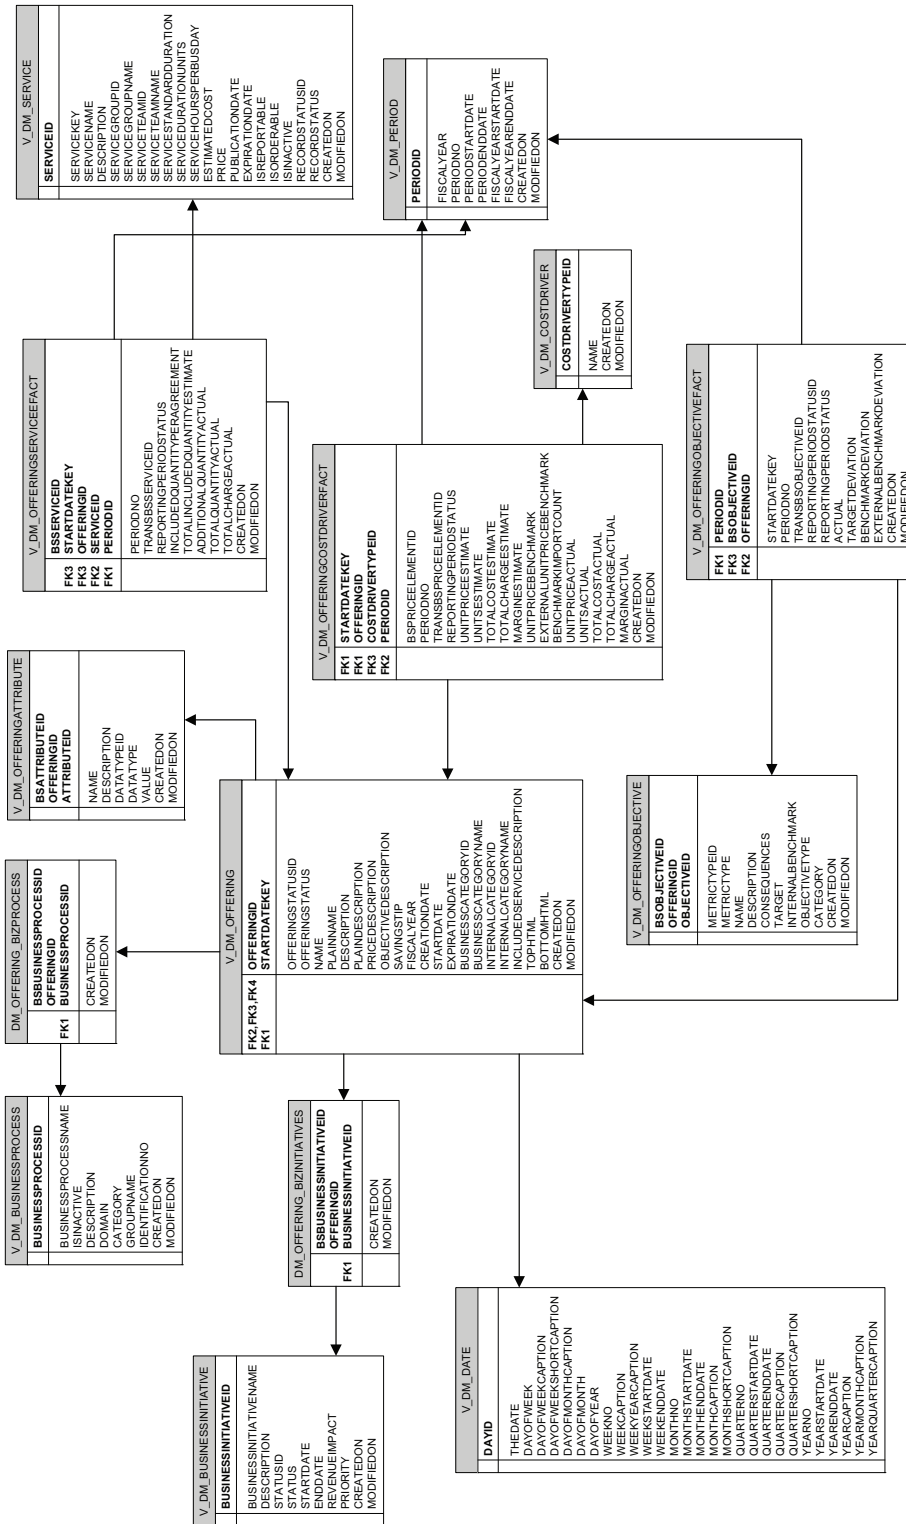 V_DM_BUSINESSPROCESS
BUSINESSPROCESSID
BUSINESSPROCESSNAME
ISINACTIVE
DESCRIPTION
DOMAIN
CATEGORY
GROUPNAME
IDENTIFICATIONNO
CREATEDON
MODIFIEDON
DM_OFFERING_BIZPROCESS
BSBUSINESSPROCESSID
OFFERINGID
FK1 BUSINESSPROCESSID
CREATEDON
MODIFIEDON
V_DM_OFFERINGATTRIBUTE
BSATTRIBUTEID
OFFERINGID
ATTRIBUTEID
NAME
DESCRIPTION
DATATYPEID
DATATYPE
VALUE
CREATEDON
MODIFIEDON
V_DM_OFFERINGSERVICEEFACT
BSSERVICEID
FK3 STARTDATEKEY
FK3 OFFERINGID
FK2 SERVICEID
FK1 PERIODID
PERIODNO
TRANSBSSERVICEID
REPORTINGPERIODSTATUS
INCLUDEDQUANTITYPERAGREEMENT
TOTALINCLUDEDQUANTITYESTIMATE
ADDITIONALQUANTITYACTUAL
TOTALQUANTITYACTUAL
TOTALCHARGEACTUAL
CREATEDON
MODIFIEDON
V_DM_SERVICE
SERVICEID
SERVICEKEY
SERVICENAME
DESCRIPTION
SERVICEGROUPID
SERVICEGROUPNAME
SERVICETEAMID
SERVICETEAMNAME
SERVICESTANDARDDURATION
SERVICEDURATIONUNITS
SERVICEHOURSPERBUSDAY
ESTIMATEDCOST
PRICE
PUBLICATIONDATE
EXPIRATIONDATE
ISREPORTABLE
ISORDERABLE
ISINACTIVE
RECORDSTATUSID
RECORDSTATUS
CREATEDON
MODIFIEDON
V_DM_BUSINESSINITIATIVE
BUSINESSINITIATIVEID
BUSINESSINITIATIVENAME
DESCRIPTION
STATUSID
STATUS
STARTDATE
ENDDATE
REVENUEIMPACT
PRIORITY
CREATEDON
MODIFIEDON
DM_OFFERING_BIZINITIATIVES
BSBUSINESSINITIATIVEID
OFFERINGID
FK1 BUSINESSINITIATIVEID
CREATEDON
MODIFIEDON
V_DM_OFFERING
FK2,FK3,FK4 OFFERINGID
FK1 STARTDATEKEY
OFFERINGSTATUSID
OFFERINGSTATUS
NAME
PLAINNNAME
DESCRIPTION
PLAINDESCRIPTION
PRICEDESCRIPTION
OBJECTIVEDESCRIPTION
SAVINGSTIP
FISCALYEAR
CREATIONDATE
STARTDATE
EXPIRATIONDATE
BUSINESSCATEGORYID
BUSINESSCATEGORYNAME
INTERNALCATEGORYID
INTERNALCATEGORYNAME
INCLUDEDSERVICEDESCRIPTION
TOPHTML
BOTTOMHTML
CREATEDON
MODIFIEDON
V_DM_OFFERINGCOSTDRIVERFACT
FK1 STARTDATEKEY
FK1 OFFERINGID
FK3 COSTDRIVERTYPEID
FK2 PERIODID
BSPRICEELEMENTID
PERIODNO
TRANSBSPRICEELEMENTID
REPORTINGPERIODSTATUS
UNITPRICEESTIMATE
UNITSESTIMATE
TOTALCOSTESTIMATE
TOTALCHARGEESTIMATE
MARGINESTIMATE
UNITPRICEBENCHMARK
EXTERNALUNITPRICEBENCHMARK
BENCHMARKIMPORTCOUNT
UNITPRICEACTUAL
UNITSACTUAL
TOTALCOSTACTUAL
TOTALCHARGEACTUAL
MARGINACTUAL
CREATEDON
MODIFIEDON
V_DM_PERIOD
PERIODID
FISCALYEAR
PERIODNO
PERIODSTARTDATE
PERIODENDDATE
FISCALYEARSTARTDATE
FISCALYEARENDDATE
CREATEDON
MODIFIEDON
V_DM_COSTDRIVER
COSTDRIVERTYPEID
NAME
CREATEDON
MODIFIEDON
V_DM_DATE
DAYID
THEDATE
DAYOFWEEK
DAYOFWEEKCAPTION
DAYOFWEEKSHORTCAPTION
DAYOFMONTHCAPTION
DAYOFMONTH
DAYOFYEAR
WEEKNO
WEEKCAPTION
WEEKYEARCAPTION
WEEKSTARTDATE
WEEKENDDATE
MONTHNO
MONTHSTARTDATE
MONTHENDDATE
MONTHCAPTION
MONTHSHORTCAPTION
QUARTERNO
QUARTERSTARTDATE
QUARTERENDDATE
QUARTERCAPTION
QUARTERSHORTCAPTION
YEARNO
YEARSTARTDATE
YEARENDDATE
YEARCAPTION
YEARMONTHCAPTION
YEARQUARTERCAPTION
V_DM_OFFERINGOBJECTIVE
BSOBJECTIVEID
OFFERINGID
OBJECTIVEID
METRICTYPEID
METRICTYPE
NAME
DESCRIPTION
CONSEQUENCES
TARGET
INTERNALBENCHMARK
OBJECTIVETYPE
CATEGORY
CREATEDON
MODIFIEDON
V_DM_OFFERINGOBJECTIVEFACT
FK1 PERIODID
FK3 BSOBJECTIVEID
FK2 OFFERINGID
STARTDATEKEY
PERIODNO
TRANSBSOBJECTIVEID
REPORTINGPERIODSTATUSID
REPORTINGPERIODSTATUS
ACTUAL
TARGETDEVIATION
BENCHMARKDEVIATION
EXTERNALBENCHMARKDEVIATION
CREATEDON
MODIFIEDON